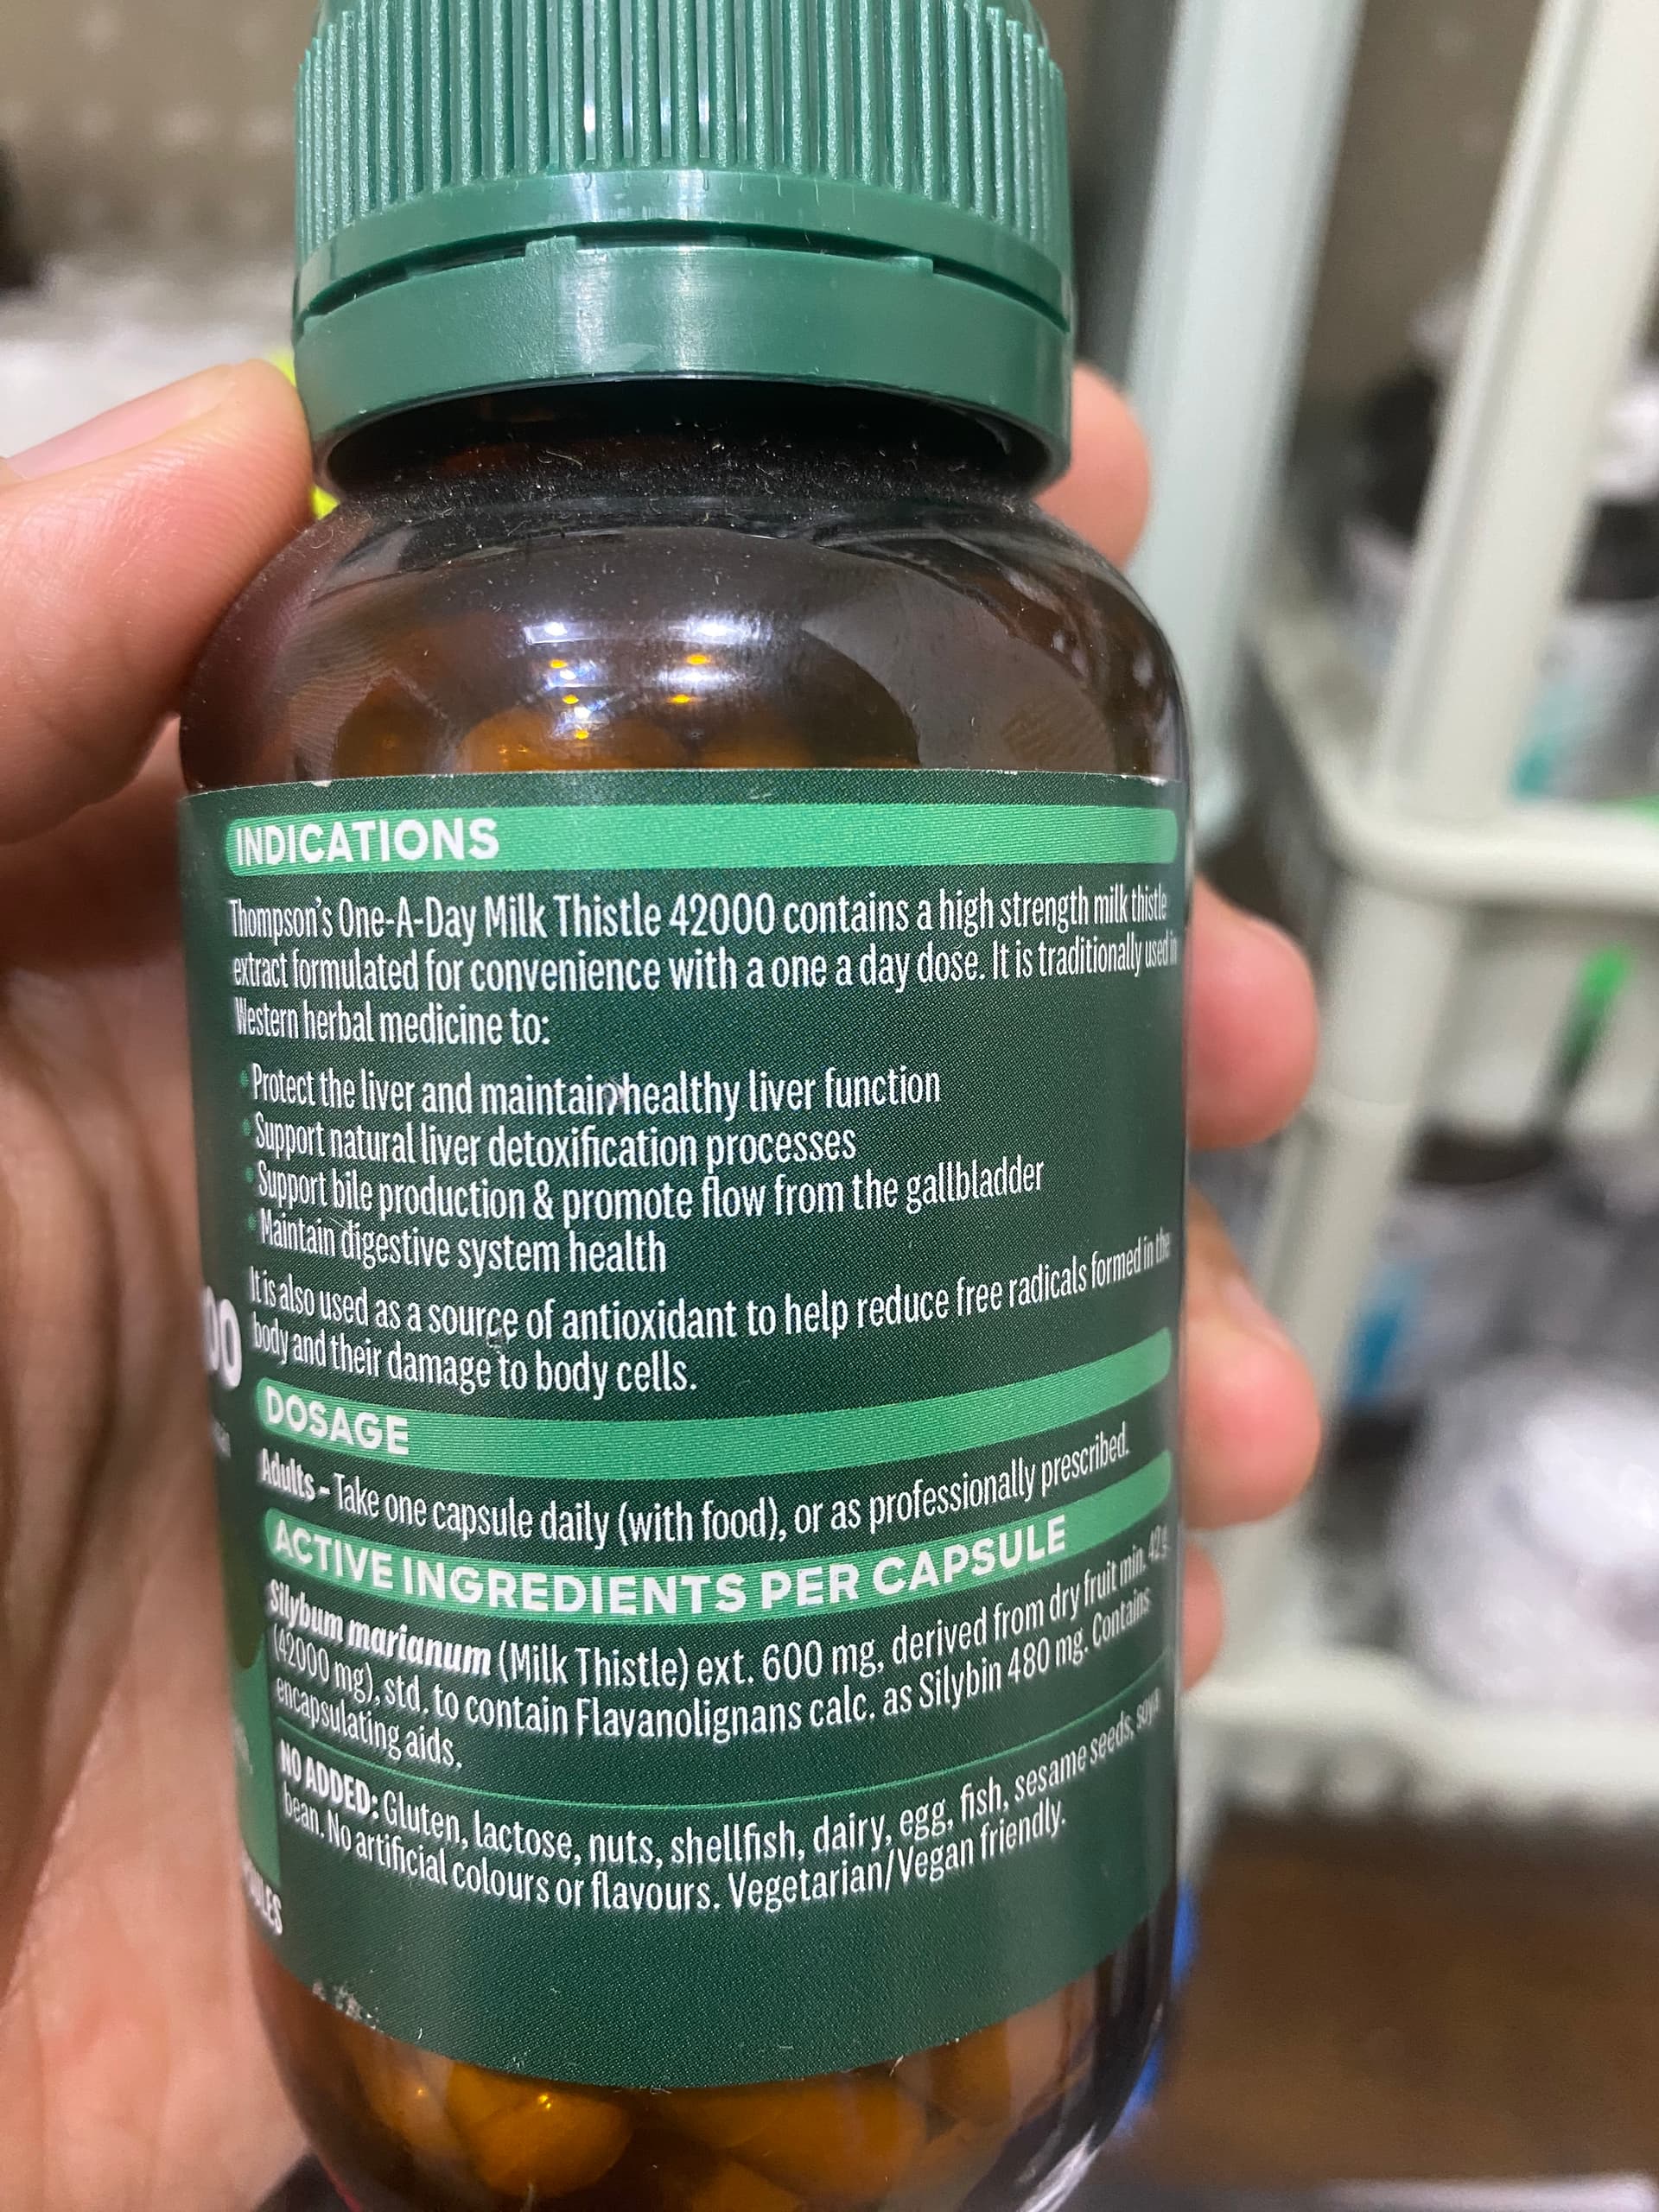 INDICATIONS
Thompson's One-A-Day Milk Thistle 42000 contains a high strength milk thistle
extract formulated for convenience with a one a day dose. It is traditionally used in
Western herbal medicine to:
• Protect the liver and maintain healthy liver function
• Support natural liver detoxification processes
• Support bile production & promote flow from the gallbladder
• Maintain digestive system health
It is also used as a source of antioxidant to help reduce free radicals formed in the
body and their damage to body cells.
DOSAGE
Adults - Take one capsule daily (with food), or as professionally prescribed.
ACTIVE INGREDIENTS PER CAPSULE
Silybum marianum (Milk Thistle) ext. 600 mg, derived from dry fruit min. 42g
(42000 mg), std. to contain Flavanolignans calc. as Silybin 480 mg. Contains
encapsulating aids.
NO ADDED: Gluten, lactose, nuts, shellfish, dairy, egg, fish, sesame seeds, soya
bean. No artificial colours or flavours. Vegetarian/Vegan friendly.